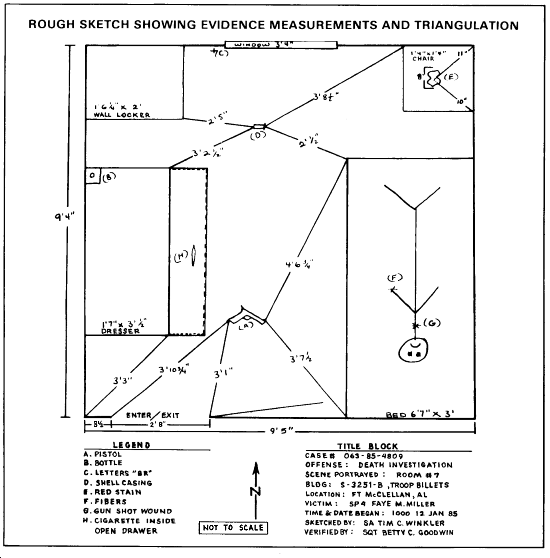 ROUGH SKETCH SHOWING EVIDENCE MEASUREMENTS AND TRIANGULATION
WINDOW 3'4"
(C)
1'4" x 1'4"
CHAIR
11"
B
(E)
10"
3'8½"
1 6¼" x 2'
WALL LOCKER
2'5"
(D)
3'2½"
2'½"
D
(B)
9'4"
(H)
4'6¾"
(F)
(G)
(A)
1'7" x 3'½"
DRESSER
3'3"
3'10¾"
3'1"
3'7½
ENTER/EXIT
BED 6'7" x 3'
8½
2'8"
9'5"
LEGEND
A. PISTOL
B. BOTTLE
C. LETTERS "BR"
D. SHELL CASING
E. RED STAIN
F. FIBERS
G. GUN SHOT WOUND
H. CIGARETTE INSIDE
OPEN DRAWER
N
NOT TO SCALE
TITLE BLOCK
CASE# 063-85-4809
OFFENSE: DEATH INVESTIGATION
SCENE PORTRAYED: ROOM #7
BLDG: S-3251-B, TROOP BILLETS
LOCATION: FT McCLELLAN, AL
VICTIM: SP4 FAYE M. MILLER
TIME & DATE BEGAN: 1000 12 JAN 85
SKETCHED BY: SA TIM C. WINKLER
VERIFIED BY: SGT BETTY C. GOODWIN